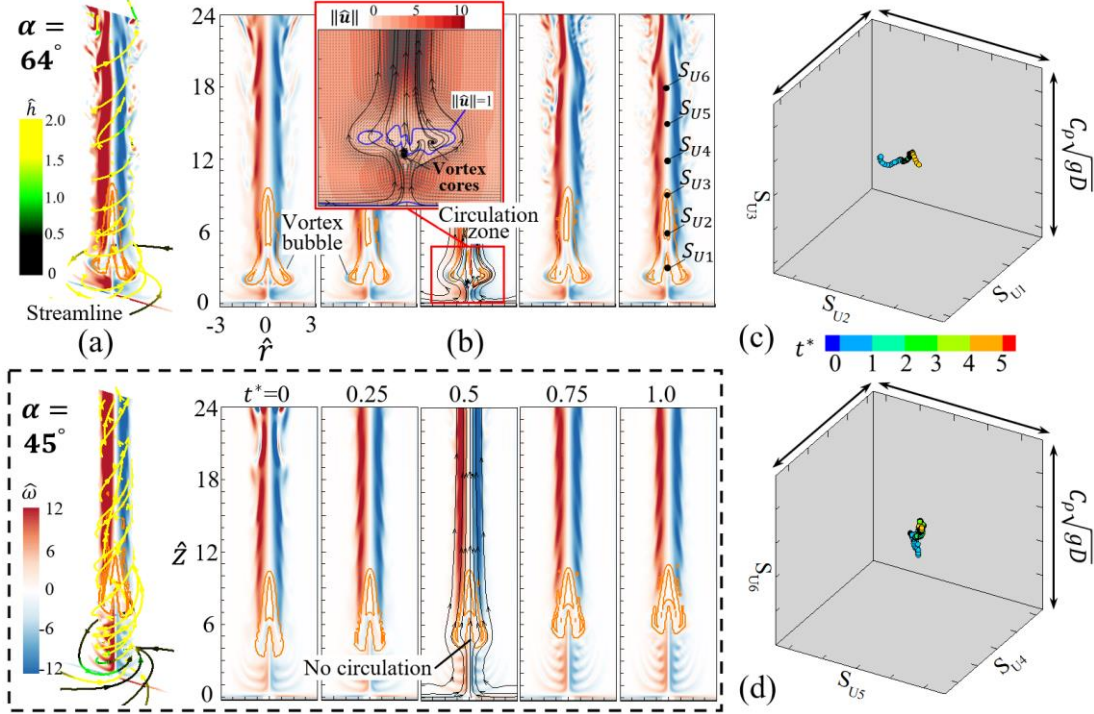 (a)
α =
64°
ĥ
2.0
1.5
1.0
0.5
0
Streamline
24
18
12
6
0
-3 0 3
r̂
‖û‖ 0 5 10
‖û‖=1
Vortex
cores
Vortex
bubble
Circulation
zone
(b)
S_U6
S_U5
S_U4
S_U3
S_U2
S_U1
C_ρ√gD
S_U3
S_U2
S_U1
(c)
t* 0 1 2 3 4 5
α =
45°
ω̂
12
6
0
-6
-12
t*=0 0.25 0.5 0.75 1.0
24
18
12
ẑ
6
0
No circulation
C_ρ√gD
S_U6
S_U5
S_U4
(d)